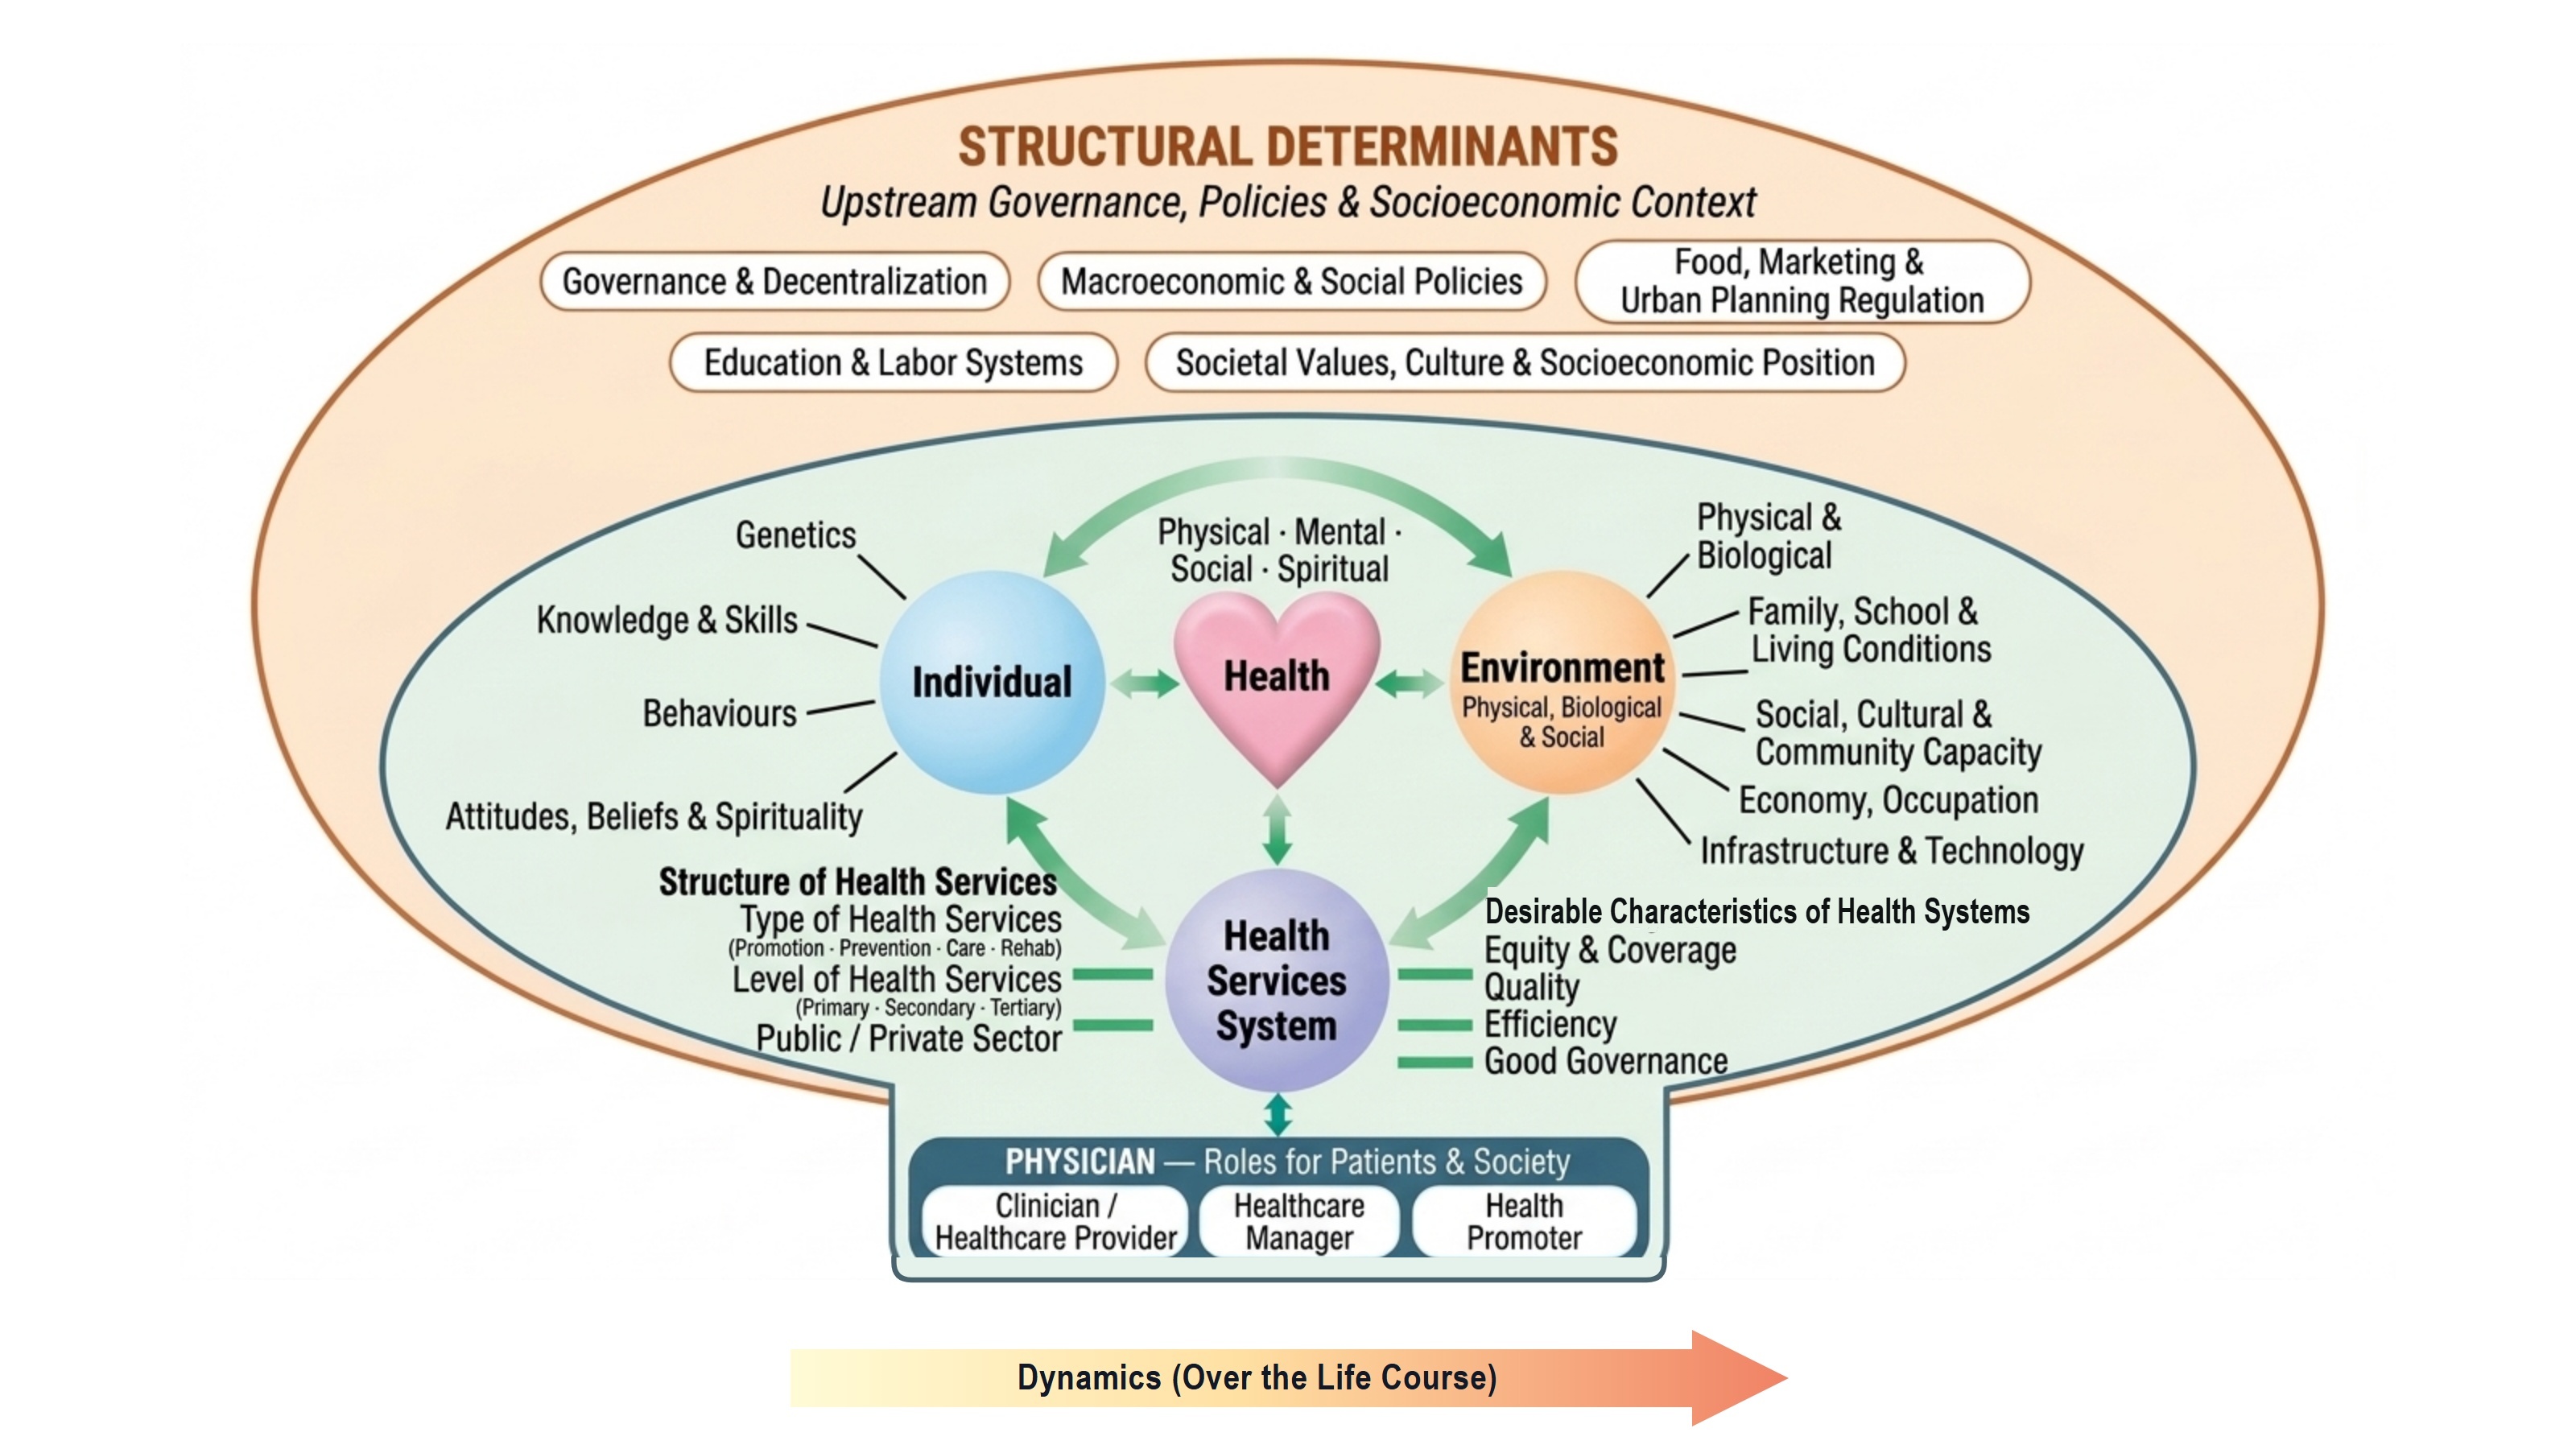 STRUCTURAL DETERMINANTS
Upstream Governance, Policies & Socioeconomic Context
Governance & Decentralization
Macroeconomic & Social Policies
Food, Marketing &
Urban Planning Regulation
Education & Labor Systems
Societal Values, Culture & Socioeconomic Position
Genetics
Knowledge & Skills
Behaviours
Attitudes, Beliefs & Spirituality
Individual
Physical · Mental ·
Social · Spiritual
Health
Environment
Physical, Biological
& Social
Physical &
Biological
Family, School &
Living Conditions
Social, Cultural &
Community Capacity
Economy, Occupation
Infrastructure & Technology
Structure of Health Services
Type of Health Services
(Promotion · Prevention · Care · Rehab)
Level of Health Services
(Primary · Secondary · Tertiary)
Public / Private Sector
Health
Services
System
Desirable Characteristics of Health Systems
Equity & Coverage
Quality
Efficiency
Good Governance
PHYSICIAN — Roles for Patients & Society
Clinician /
Healthcare Provider
Healthcare
Manager
Health
Promoter
Dynamics (Over the Life Course)